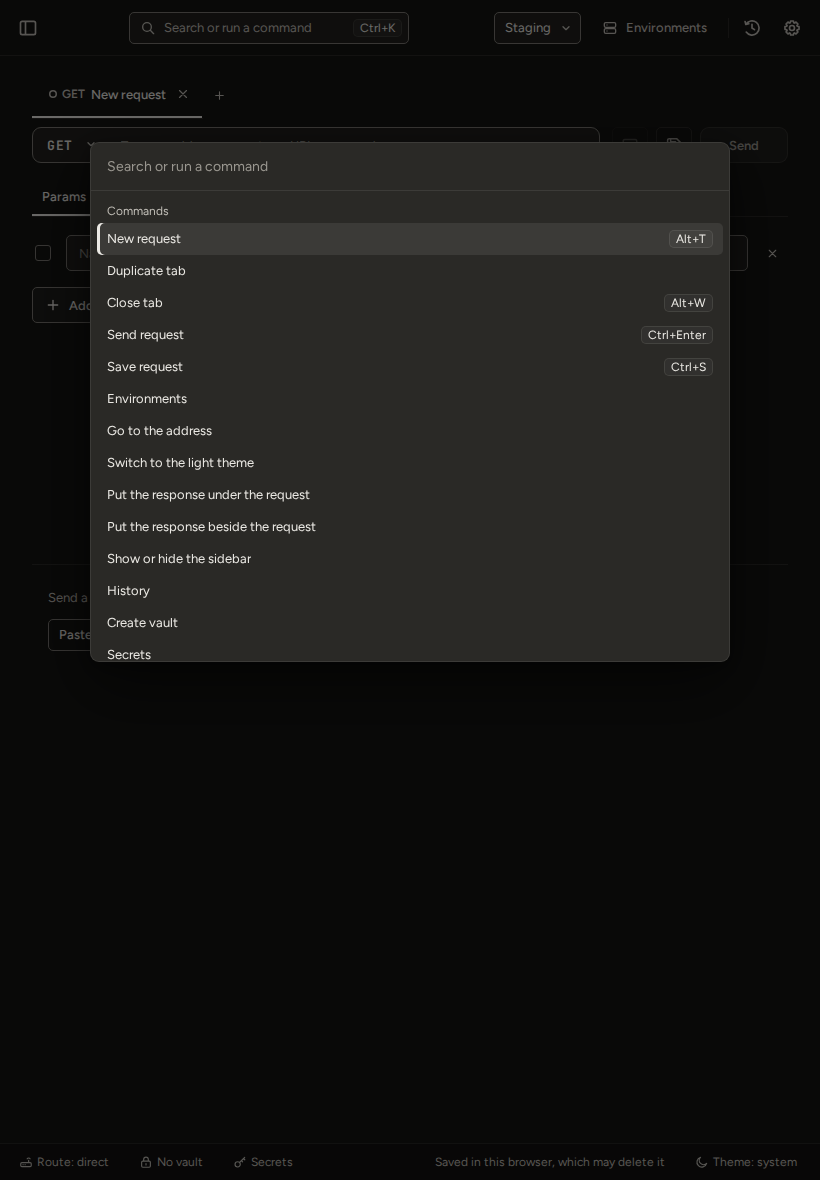 Search or run a command Ctrl+K Staging Environments
GET New request
GET Send
Search or run a command
Params
Commands
New request Alt+T
Duplicate tab
Close tab Alt+W
Add
Send request Ctrl+Enter
Save request Ctrl+S
Environments
Go to the address
Switch to the light theme
Put the response under the request
Put the response beside the request
Show or hide the sidebar
History
Send a
Create vault
Paste
Secrets
Route: direct No vault Secrets Saved in this browser, which may delete it Theme: system